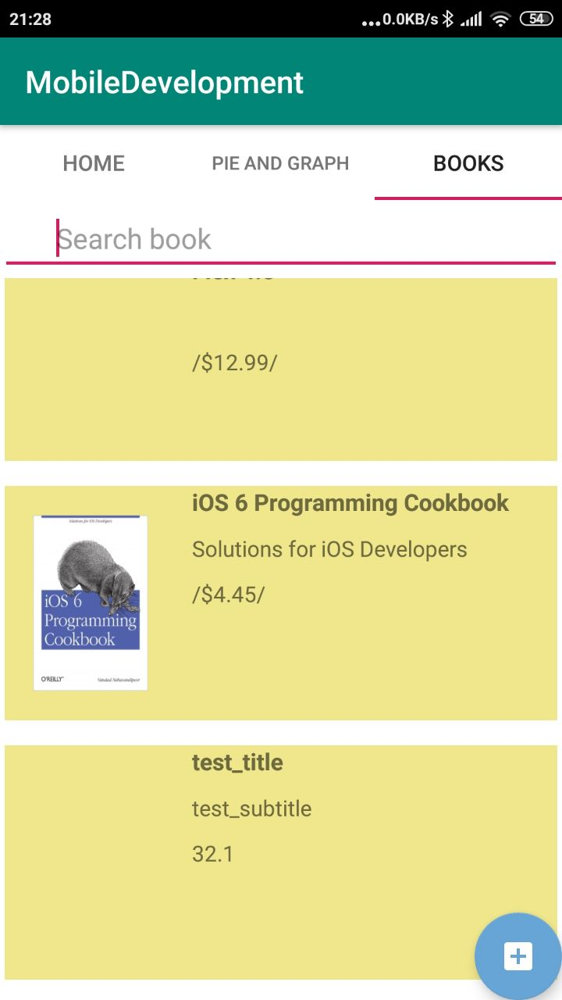 21:28
...0.0KB/s
54
MobileDevelopment
HOME
PIE AND GRAPH
BOOKS
Search book
/$12.99/
iOS 6 Programming Cookbook
Solutions for iOS Developers
/$4.45/
Solutions for iOS Developers
iOS 6
Programming
Cookbook
O'REILLY
test_title
test_subtitle
32.1